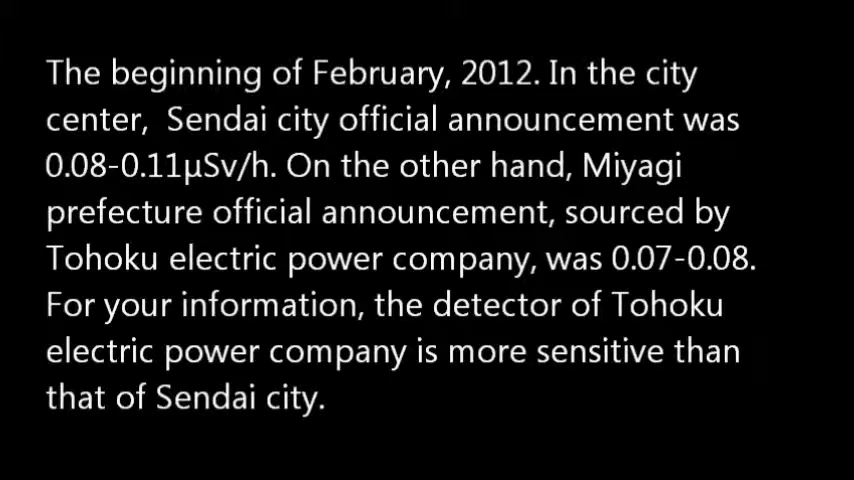 The beginning of February, 2012. In the city
center,  Sendai city official announcement was
0.08-0.11μSv/h. On the other hand, Miyagi
prefecture official announcement, sourced by
Tohoku electric power company, was 0.07-0.08.
For your information, the detector of Tohoku
electric power company is more sensitive than
that of Sendai city.